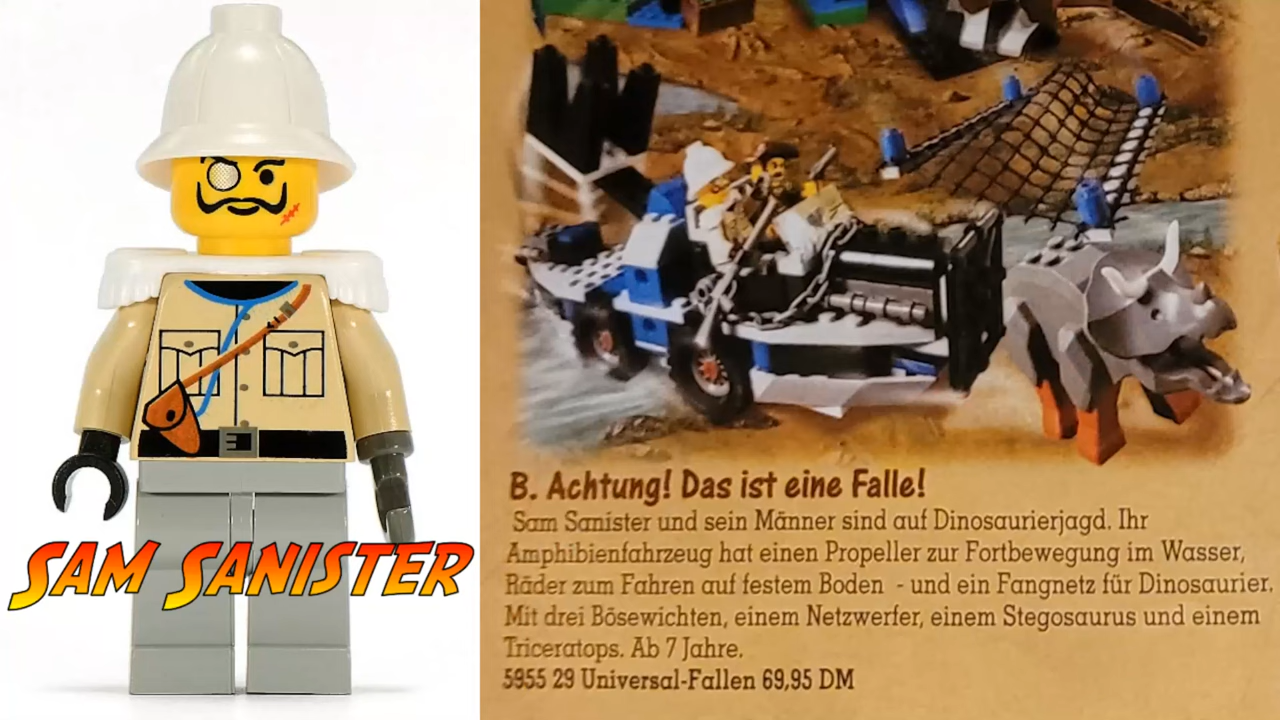 SAM SANISTER
B. Achtung! Das ist eine Falle!
Sam Sanister und sein Männer sind auf Dinosaurierjagd. Ihr
Amphibienfahrzeug hat einen Propeller zur Fortbewegung im Wasser,
Räder zum Fahren auf festem Boden - und ein Fangnetz für Dinosaurier.
Mit drei Bösewichten, einem Netzwerfer, einem Stegosaurus und einem
Triceratops. Ab 7 Jahre.
5955 29 Universal-Fallen 69,95 DM